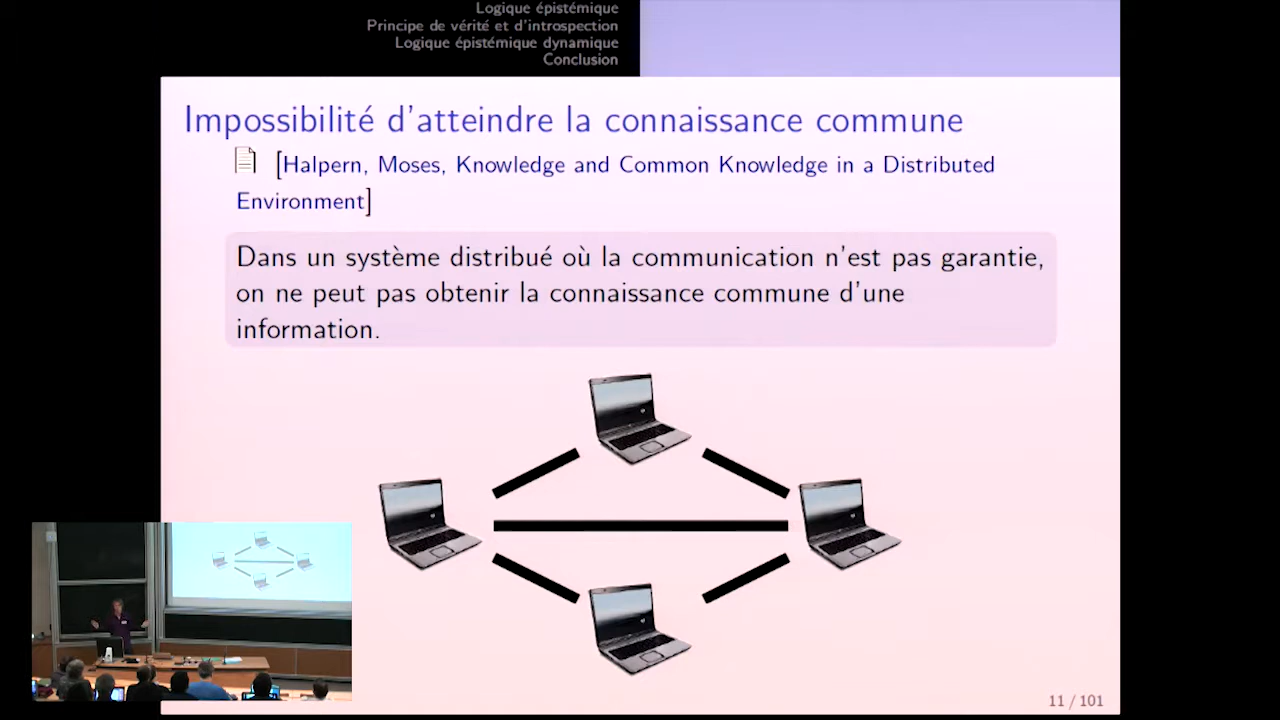 Logique épistémique
Principe de vérité et d'introspection
Logique épistémique dynamique
Conclusion
Impossibilité d'atteindre la connaissance commune
[Halpern, Moses, Knowledge and Common Knowledge in a Distributed
Environment]
Dans un système distribué où la communication n'est pas garantie,
on ne peut pas obtenir la connaissance commune d'une
information.
11 / 101